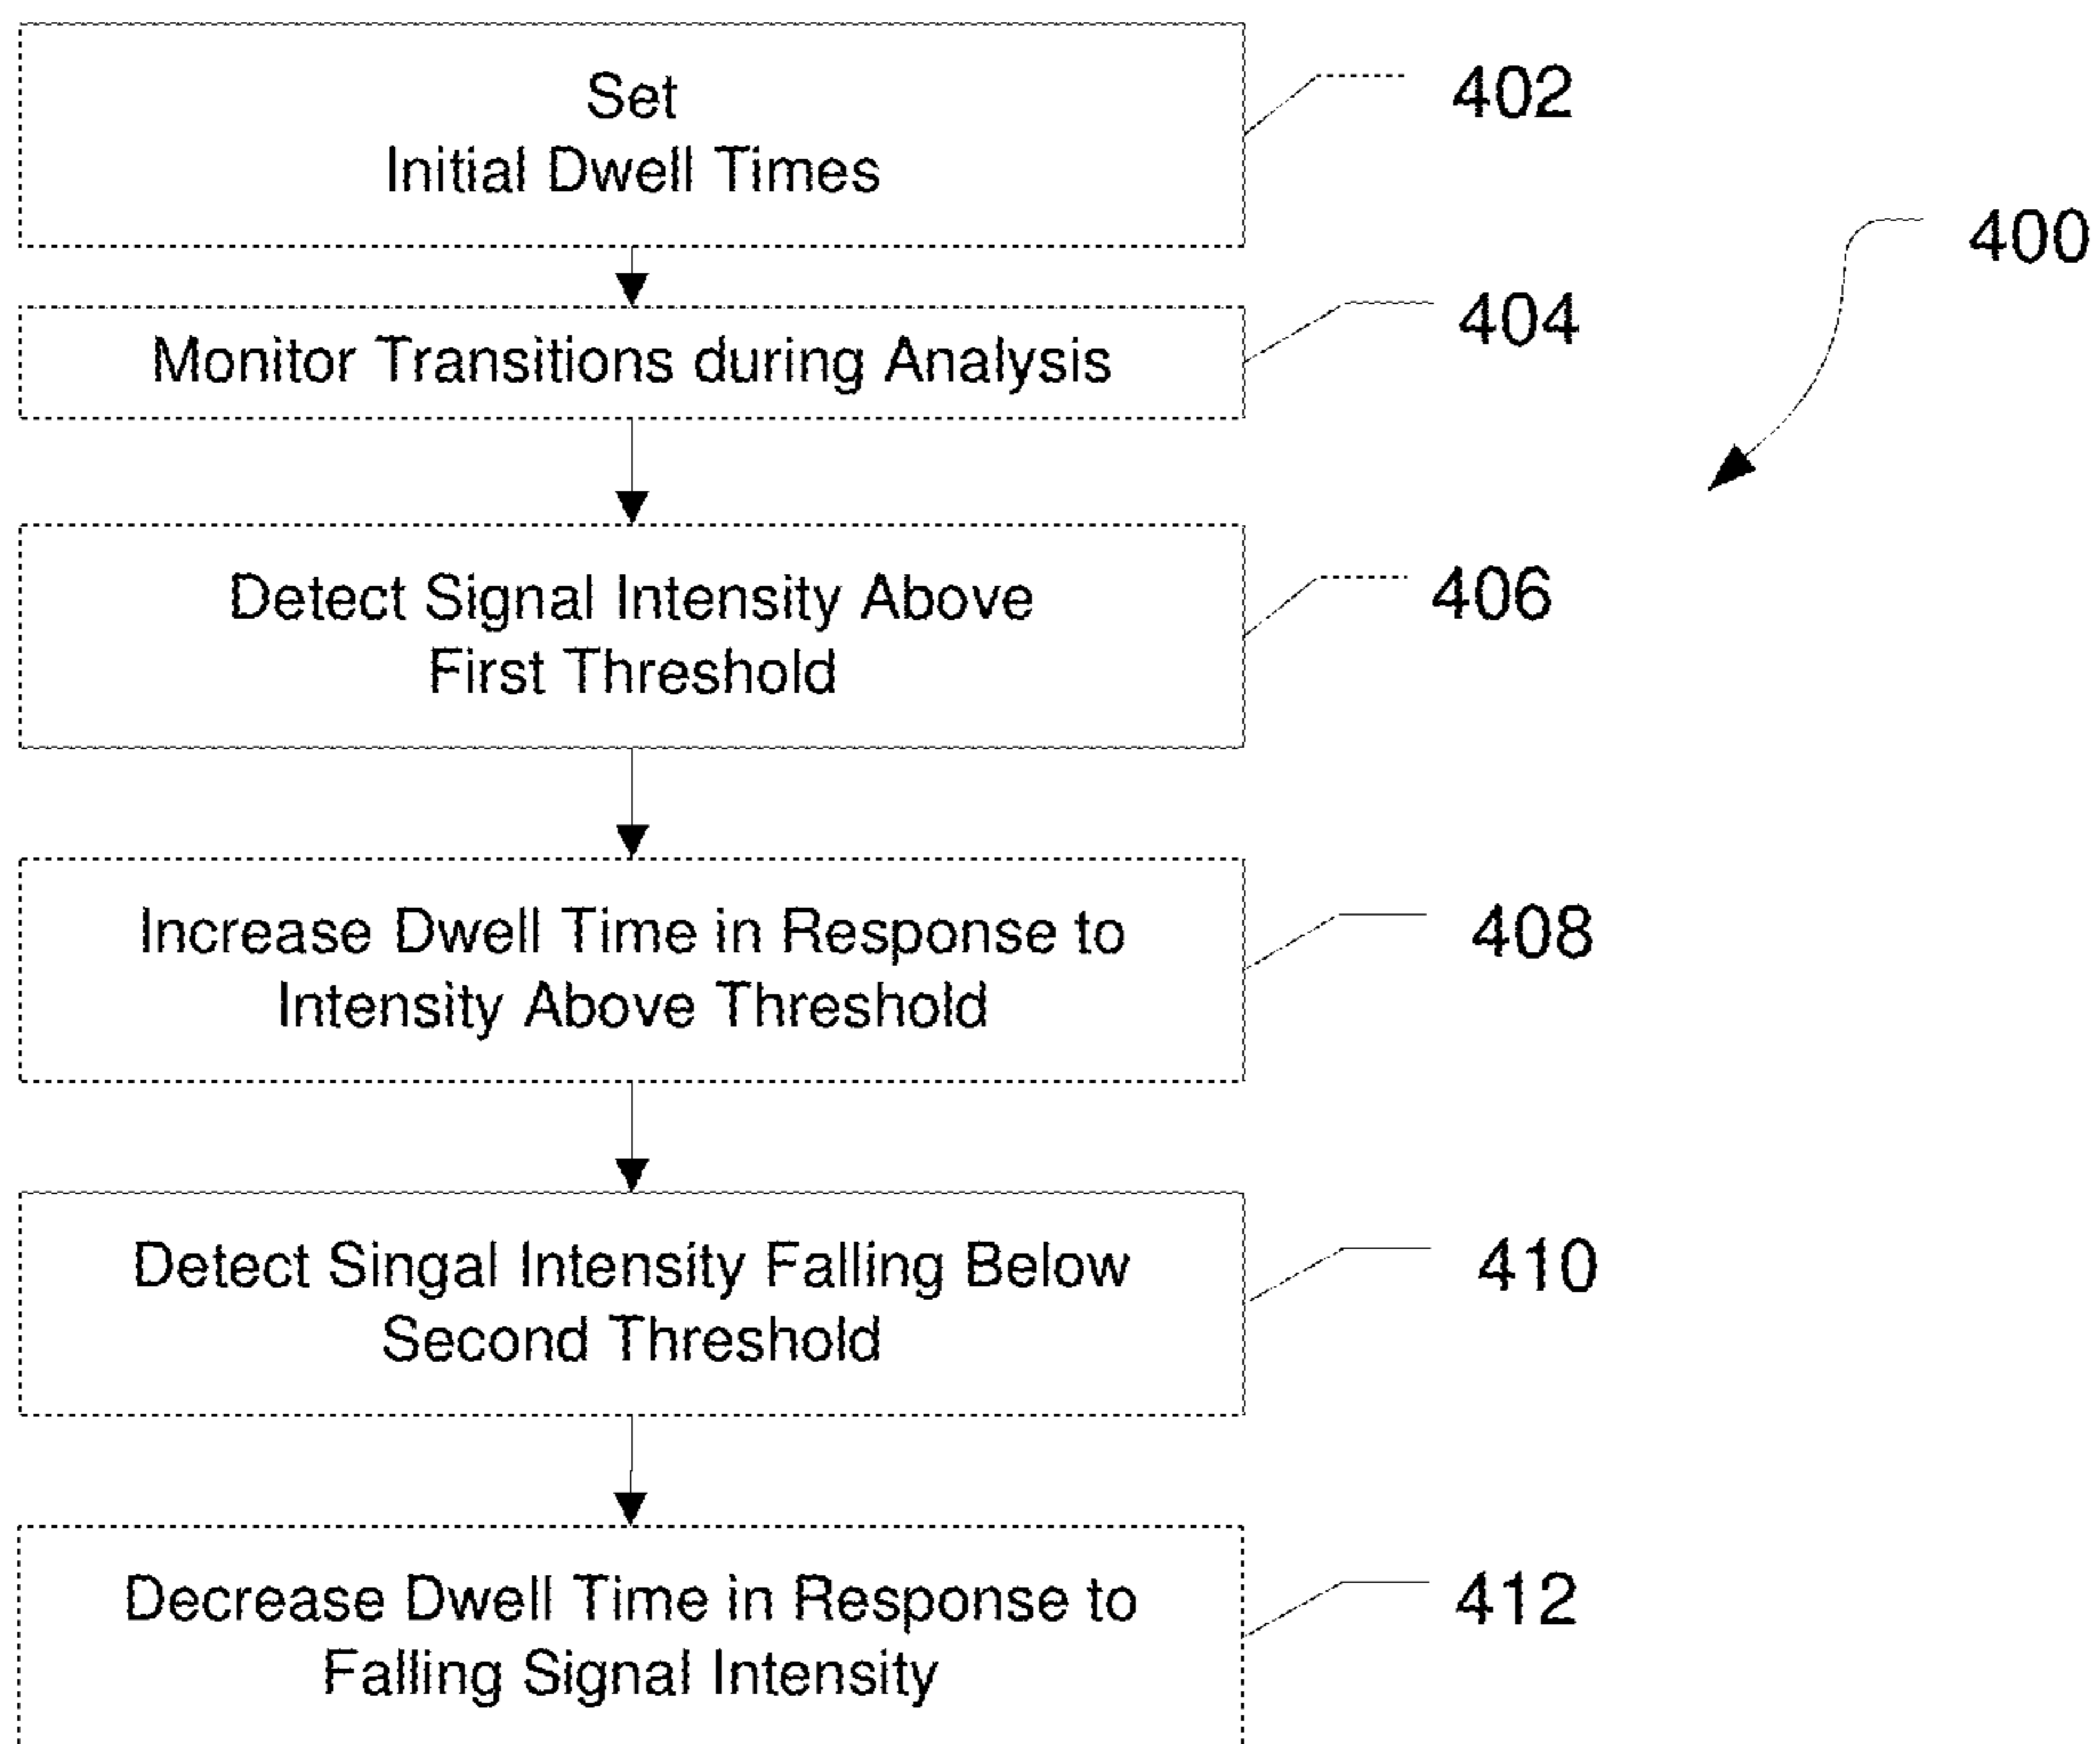 Set
Initial Dwell Times
402
400
Monitor Transitions during Analysis
404
Detect Signal Intensity Above
First Threshold
406
Increase Dwell Time in Response to
Intensity Above Threshold
408
Detect Singal Intensity Falling Below
Second Threshold
410
Decrease Dwell Time in Response to
Falling Signal Intensity
412